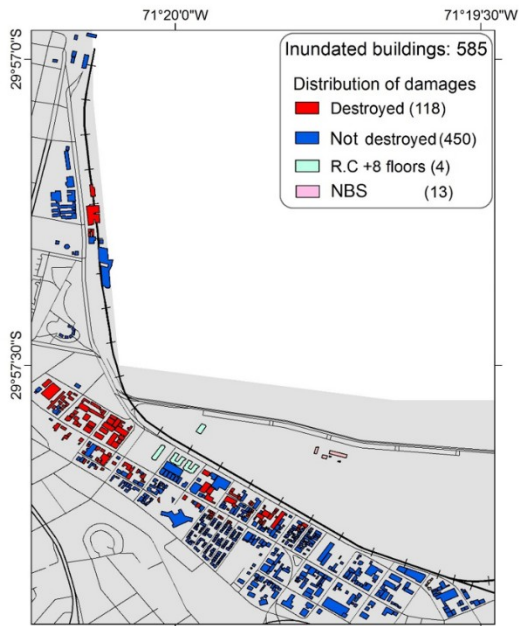 71°20'0"W
71°19'30"W
29°57'0"S
29°57'30"S
Inundated buildings: 585
Distribution of damages
Destroyed (118)
Not destroyed (450)
R.C +8 floors (4)
NBS (13)